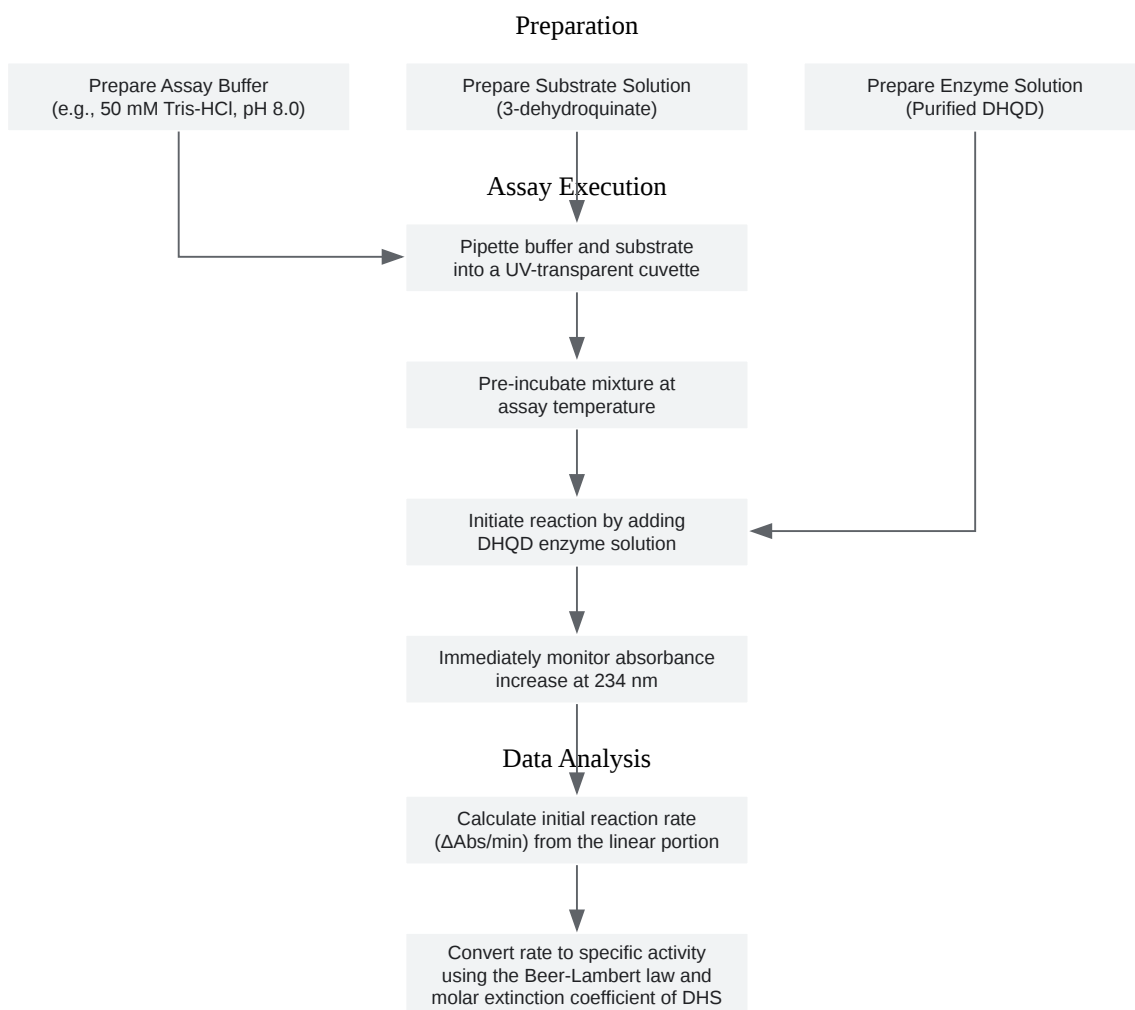 Preparation
Prepare Assay Buffer
(e.g., 50 mM Tris-HCl, pH 8.0)
Prepare Substrate Solution
(3-dehydroquinate)
Prepare Enzyme Solution
(Purified DHQD)
Assay Execution
Pipette buffer and substrate
into a UV-transparent cuvette
Pre-incubate mixture at
assay temperature
Initiate reaction by adding
DHQD enzyme solution
Immediately monitor absorbance
increase at 234 nm
Data Analysis
Calculate initial reaction rate
(ΔAbs/min) from the linear portion
Convert rate to specific activity
using the Beer-Lambert law and
molar extinction coefficient of DHS